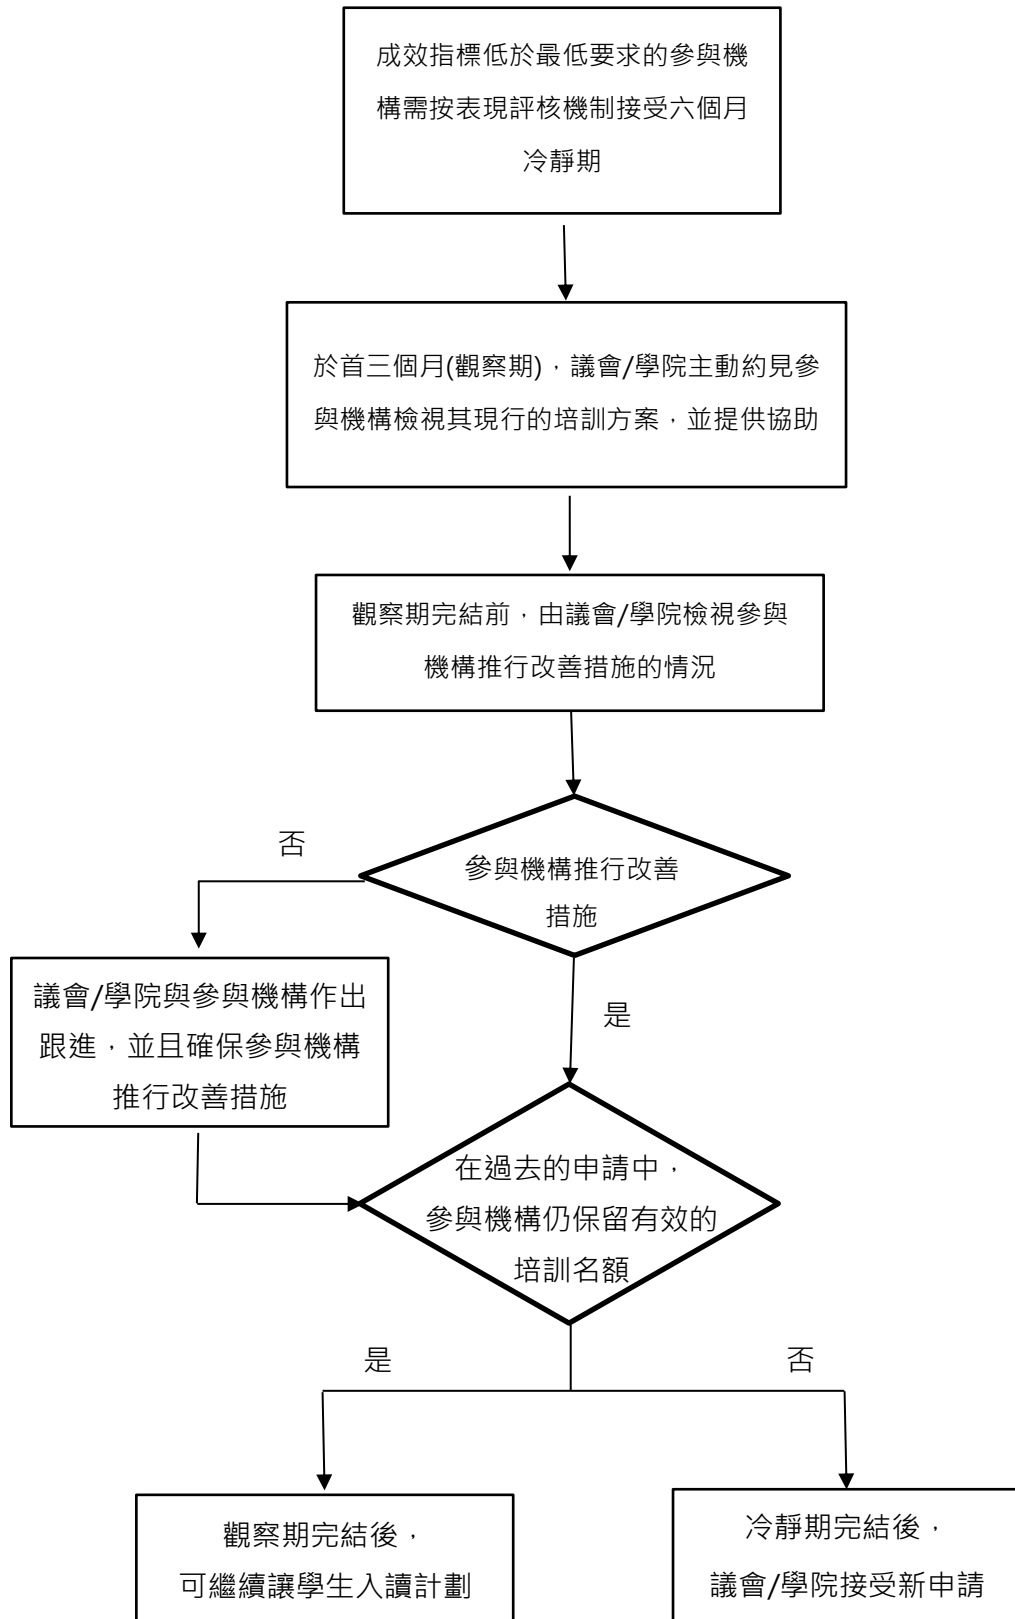 成效指標低於最低要求的參與機
構需按表現評核機制接受六個月
冷靜期
於首三個月(觀察期)，議會/學院主動約見參
與機構檢視其現行的培訓方案，並提供協助
觀察期完結前，由議會/學院檢視參與
機構推行改善措施的情況
參與機構推行改善
措施
否
議會/學院與參與機構作出
跟進，並且確保參與機構
推行改善措施
是
在過去的申請中，
參與機構仍保留有效的
培訓名額
是
否
觀察期完結後，
可繼續讓學生入讀計劃
冷靜期完結後，
議會/學院接受新申請